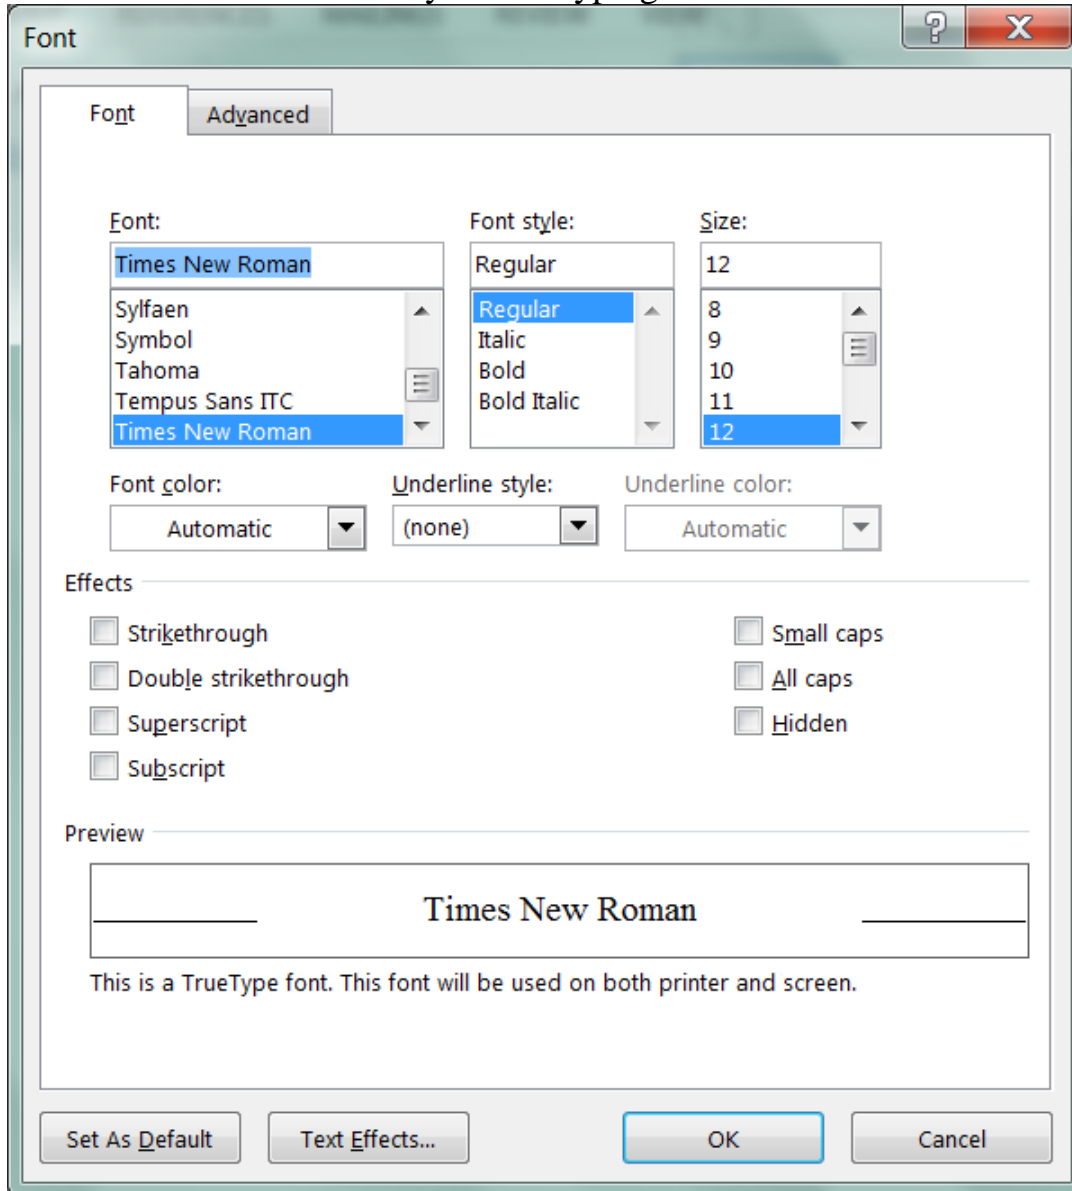 Font
Font Advanced
Font: Font style: Size:
Times New Roman Regular 12
Sylfaen Regular 8
Symbol Italic 9
Tahoma Bold 10
Tempus Sans ITC Bold Italic 11
Times New Roman 12
Font color: Underline style: Underline color:
Automatic (none) Automatic
Effects
Strikethrough Small caps
Double strikethrough All caps
Superscript Hidden
Subscript
Preview
Times New Roman
This is a TrueType font. This font will be used on both printer and screen.
Set As Default Text Effects... OK Cancel